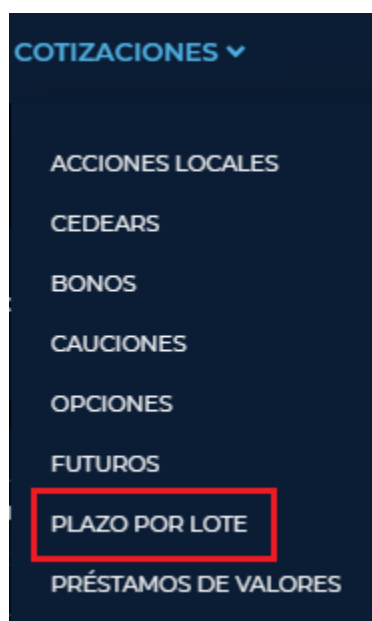 COTIZACIONES
ACCIONES LOCALES
CEDEARS
BONOS
CAUCIONES
OPCIONES
FUTUROS
PLAZO POR LOTE
PRÉSTAMOS DE VALORES